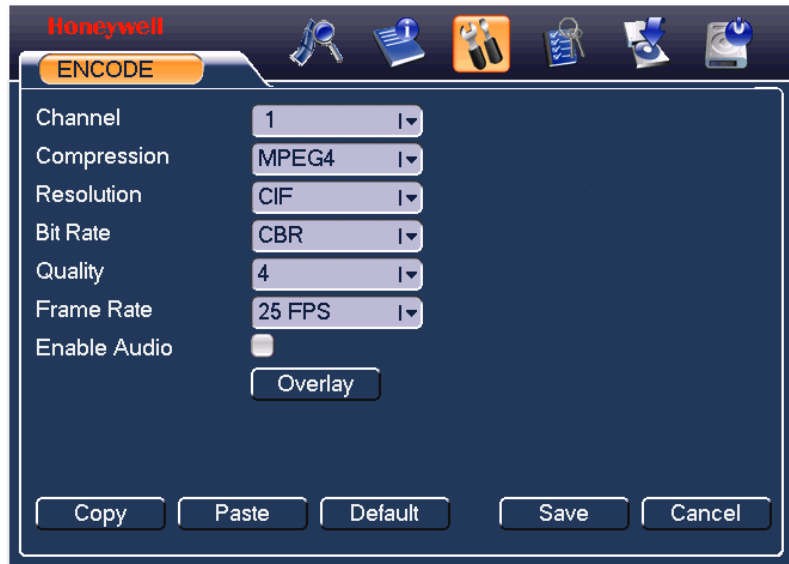 Honeywell
ENCODE
Channel 1
Compression MPEG4
Resolution CIF
Bit Rate CBR
Quality 4
Frame Rate 25 FPS
Enable Audio
Overlay
Copy Paste Default Save Cancel